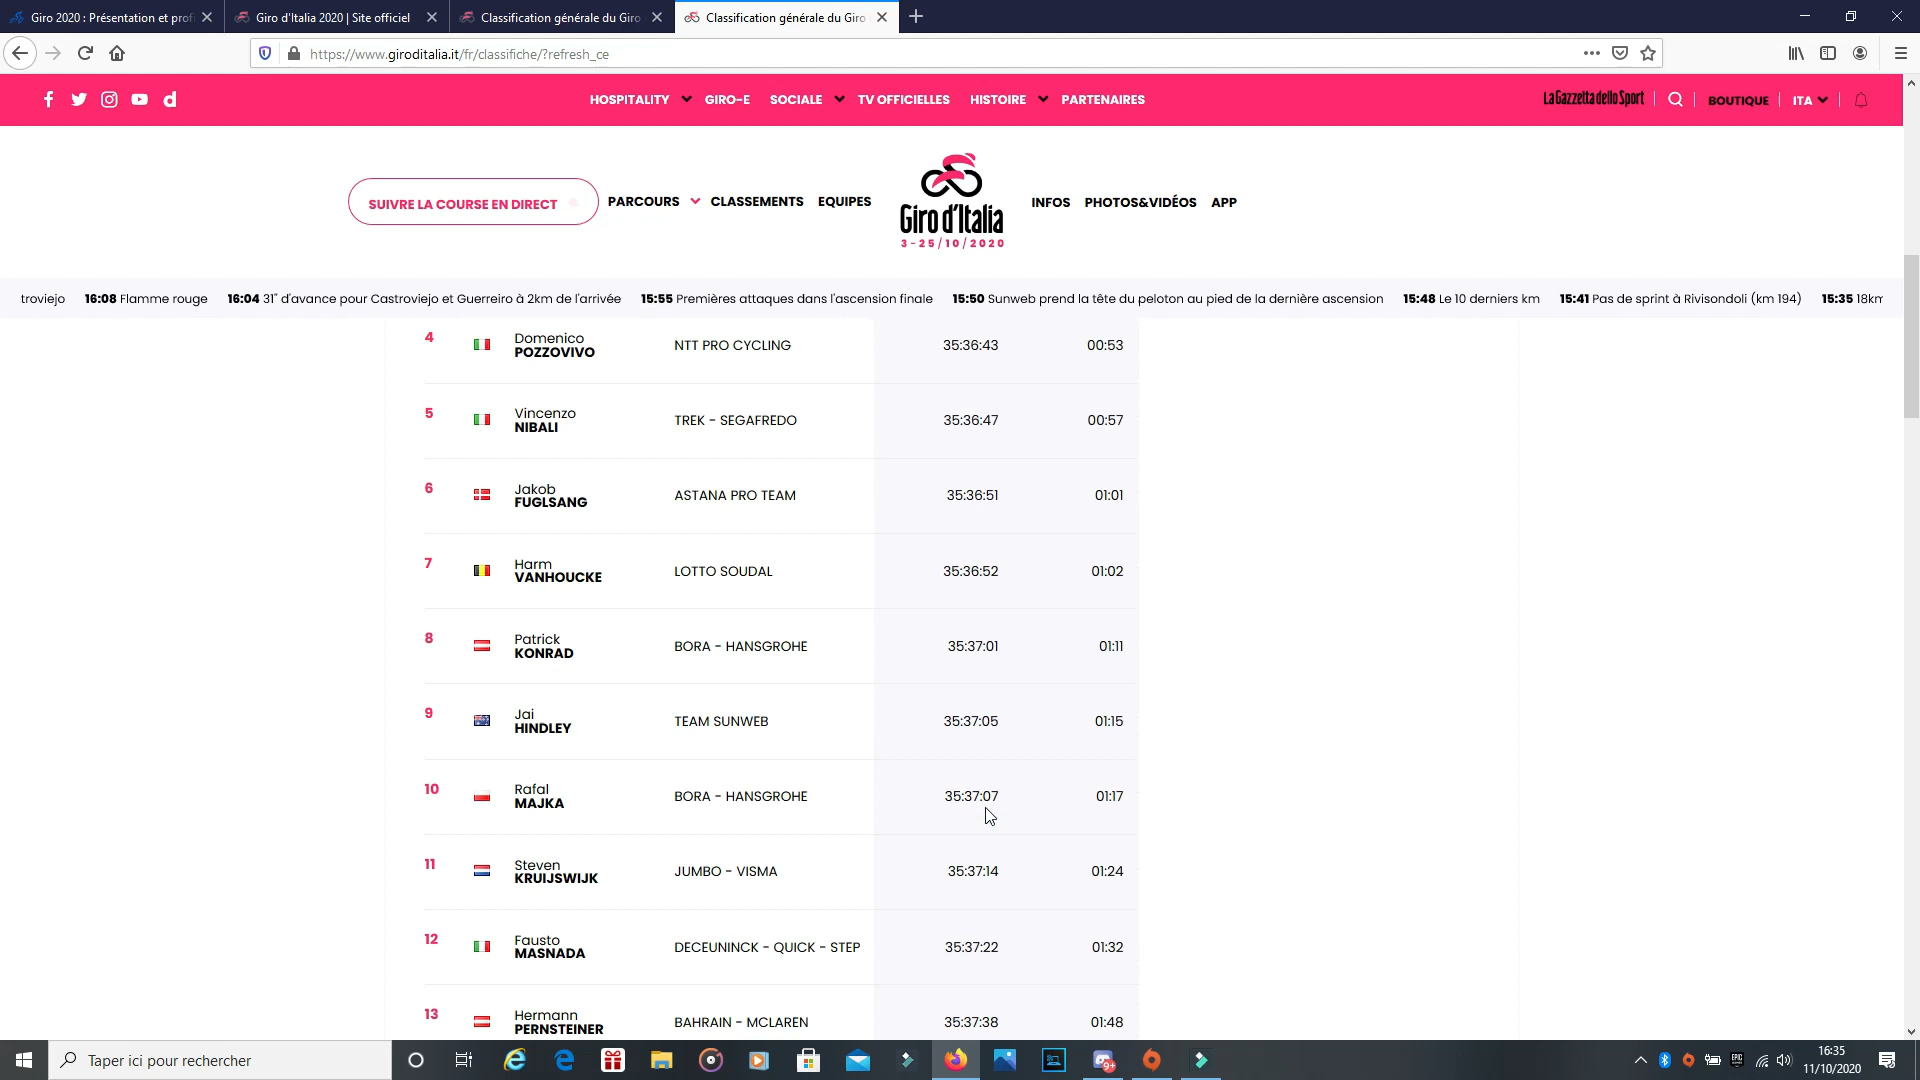 Giro 2020 : Présentation et profi
Giro d'Italia 2020 | Site officiel
Classification générale du Giro
Classification générale du Giro
https://www.giroditalia.it/fr/classifiche/?refresh_ce
HOSPITALITY GIRO-E SOCIALE TV OFFICIELLES HISTOIRE PARTENAIRES
La Gazzetta dello Sport BOUTIQUE ITA
SUIVRE LA COURSE EN DIRECT PARCOURS CLASSEMENTS EQUIPES
Giro d'Italia
3-25/10/2020
INFOS PHOTOS&VIDÉOS APP
troviejo 16:08 Flamme rouge 16:04 31" d'avance pour Castroviejo et Guerreiro à 2km de l'arrivée 15:55 Premières attaques dans l'ascension finale 15:50 Sunweb prend la tête du peloton au pied de la dernière ascension 15:48 Le 10 derniers km 15:41 Pas de sprint à Rivisondoli (km 194) 15:35 18km
4 Domenico POZZOVIVO NTT PRO CYCLING 35:36:43 00:53
5 Vincenzo NIBALI TREK - SEGAFREDO 35:36:47 00:57
6 Jakob FUGLSANG ASTANA PRO TEAM 35:36:51 01:01
7 Harm VANHOUCKE LOTTO SOUDAL 35:36:52 01:02
8 Patrick KONRAD BORA - HANSGROHE 35:37:01 01:11
9 Jai HINDLEY TEAM SUNWEB 35:37:05 01:15
10 Rafal MAJKA BORA - HANSGROHE 35:37:07 01:17
11 Steven KRUIJSWIJK JUMBO - VISMA 35:37:14 01:24
12 Fausto MASNADA DECEUNINCK - QUICK - STEP 35:37:22 01:32
13 Hermann PERNSTEINER BAHRAIN - MCLAREN 35:37:38 01:48
Taper ici pour rechercher
9+
EPIC
16:35
11/10/2020